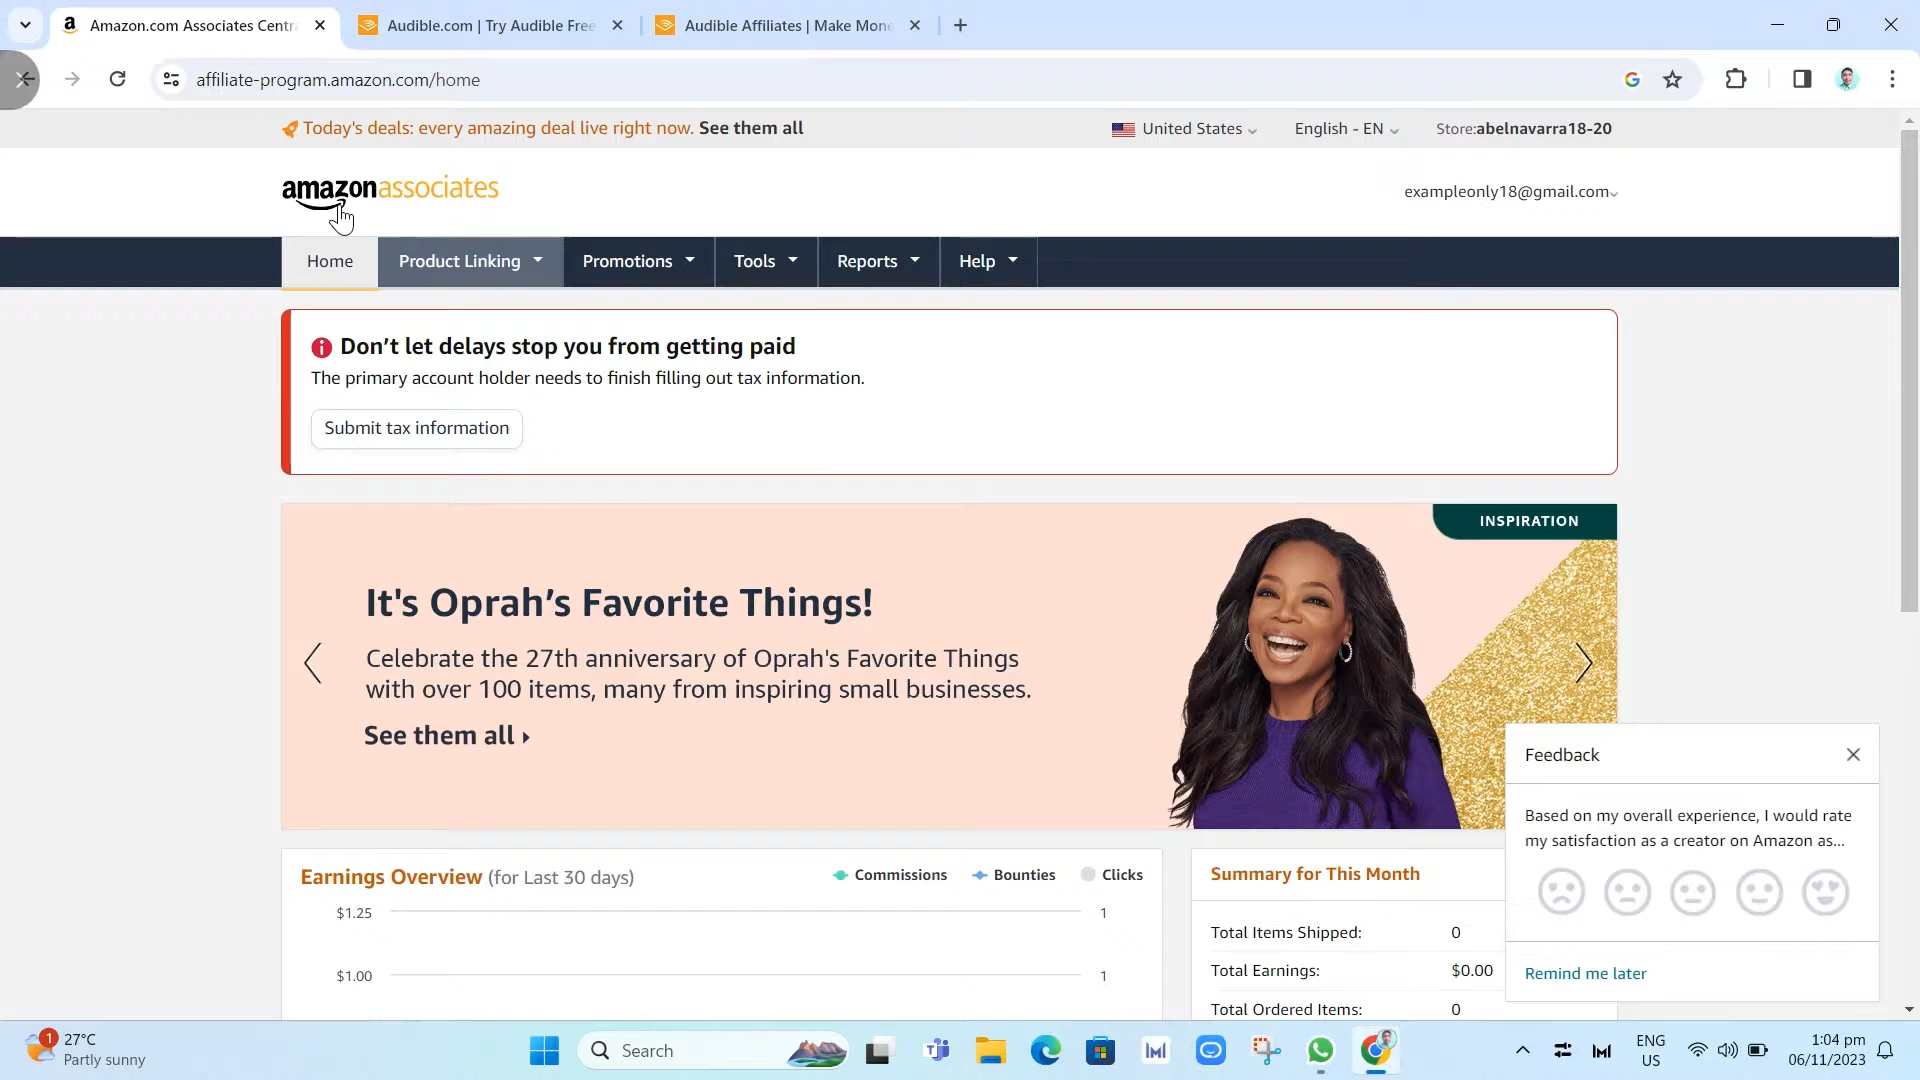 Amazon.com Associates Centr
Audible.com | Try Audible Free
Audible Affiliates | Make Mone
affiliate-program.amazon.com/home
Today's deals: every amazing deal live right now. See them all
United States
English - EN
Store:abelnavarra18-20
amazonassociates
exampleonly18@gmail.com
Home
Product Linking
Promotions
Tools
Reports
Help
Don’t let delays stop you from getting paid
The primary account holder needs to finish filling out tax information.
Submit tax information
INSPIRATION
It's Oprah’s Favorite Things!
Celebrate the 27th anniversary of Oprah's Favorite Things
with over 100 items, many from inspiring small businesses.
See them all
Feedback
Based on my overall experience, I would rate
my satisfaction as a creator on Amazon as...
Remind me later
Earnings Overview (for Last 30 days)
Commissions
Bounties
Clicks
$1.25
1
$1.00
1
Summary for This Month
Total Items Shipped: 0
Total Earnings: $0.00
Total Ordered Items: 0
1
27°C
Partly sunny
Search
ENG
US
1:04 pm
06/11/2023